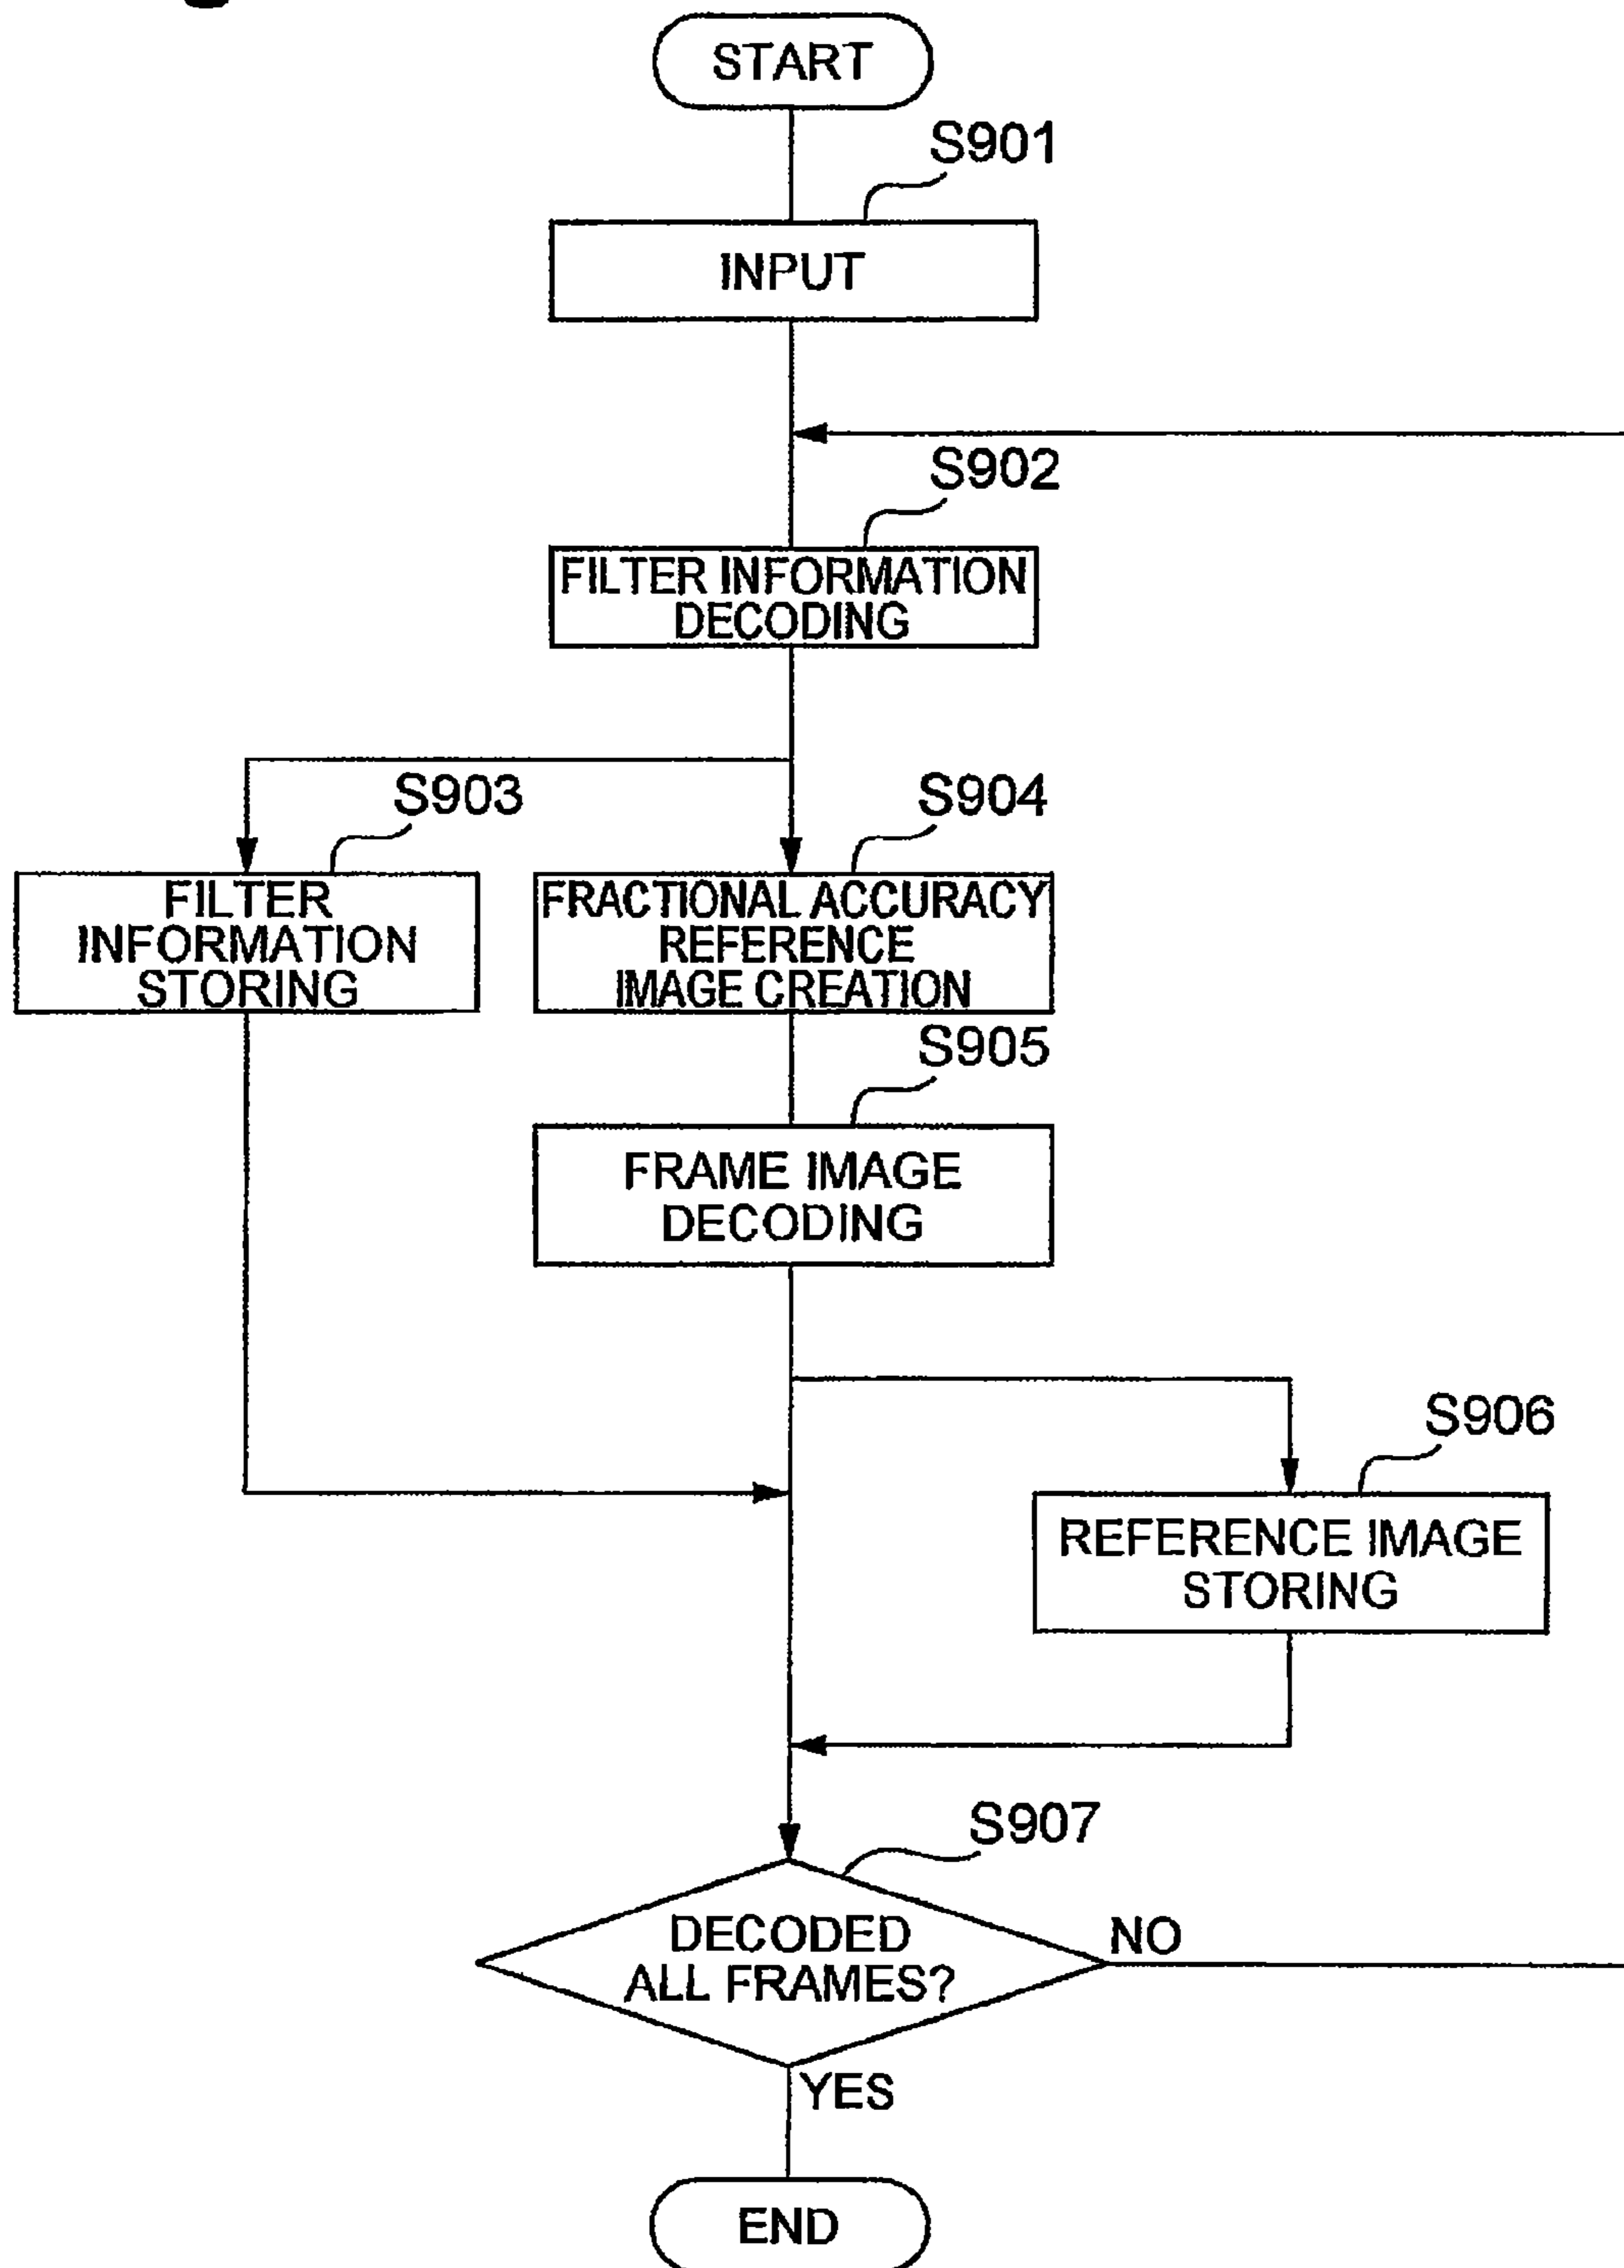 START
S901
INPUT
S902
FILTER INFORMATION
DECODING
S903
S904
FILTER
INFORMATION
STORING
FRACTIONAL ACCURACY
REFERENCE
IMAGE CREATION
S905
FRAME IMAGE
DECODING
S906
REFERENCE IMAGE
STORING
S907
DECODED
ALL FRAMES?
NO
YES
END